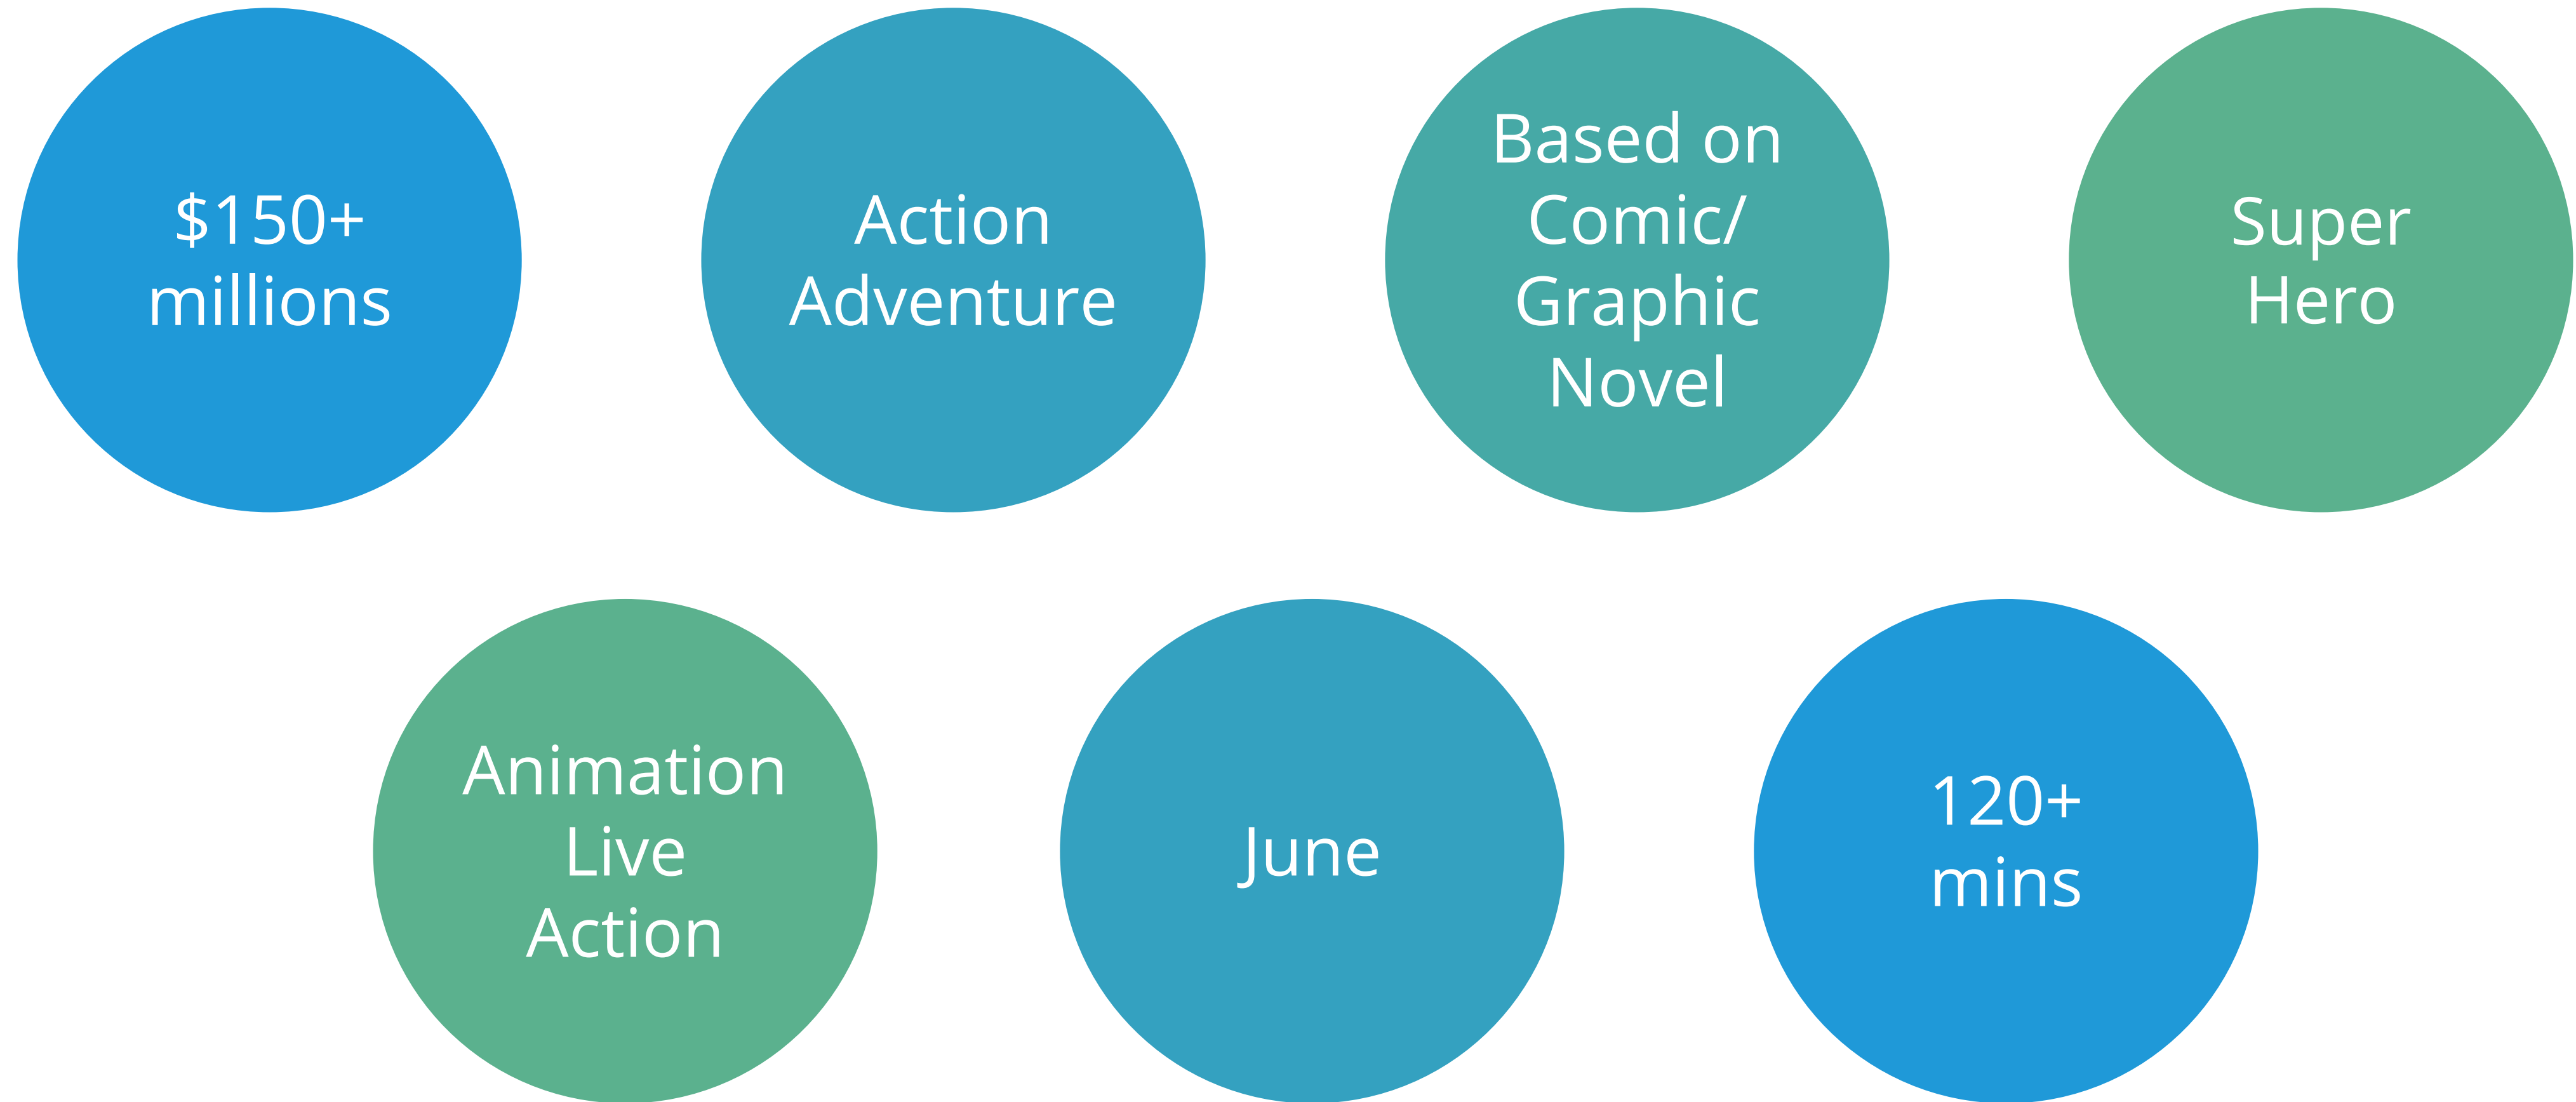 $150+
millions
Action
Adventure
Based on
Comic/
Graphic
Novel
Super
Hero
Animation
Live
Action
June
120+
mins